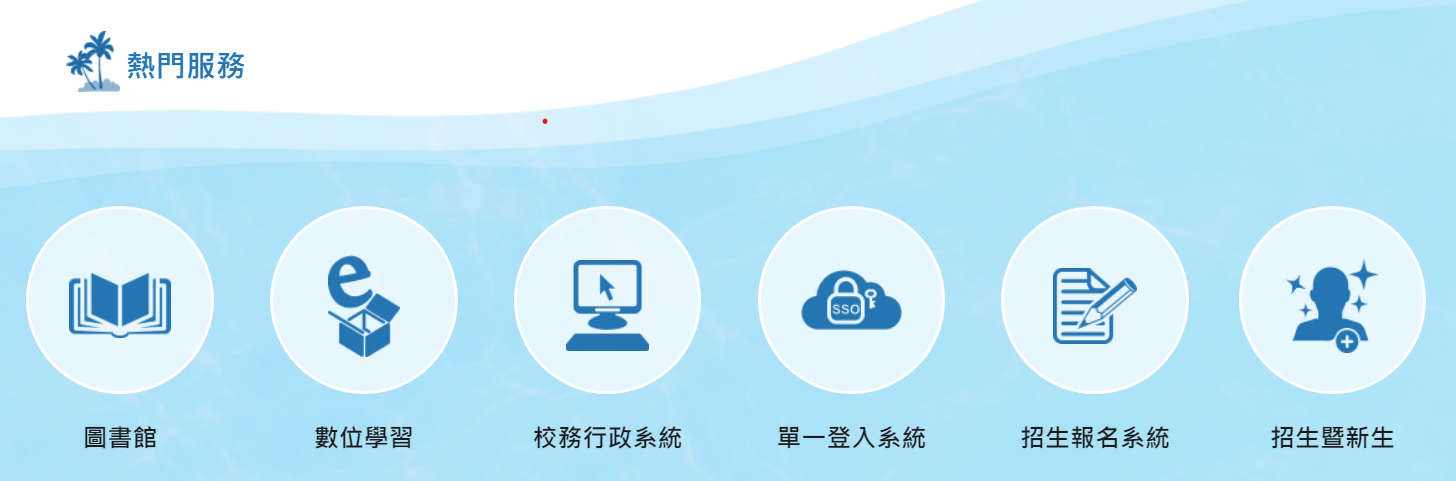 熱門服務
e
SSO
圖書館
數位學習
校務行政系統
單一登入系統
招生報名系統
招生暨新生